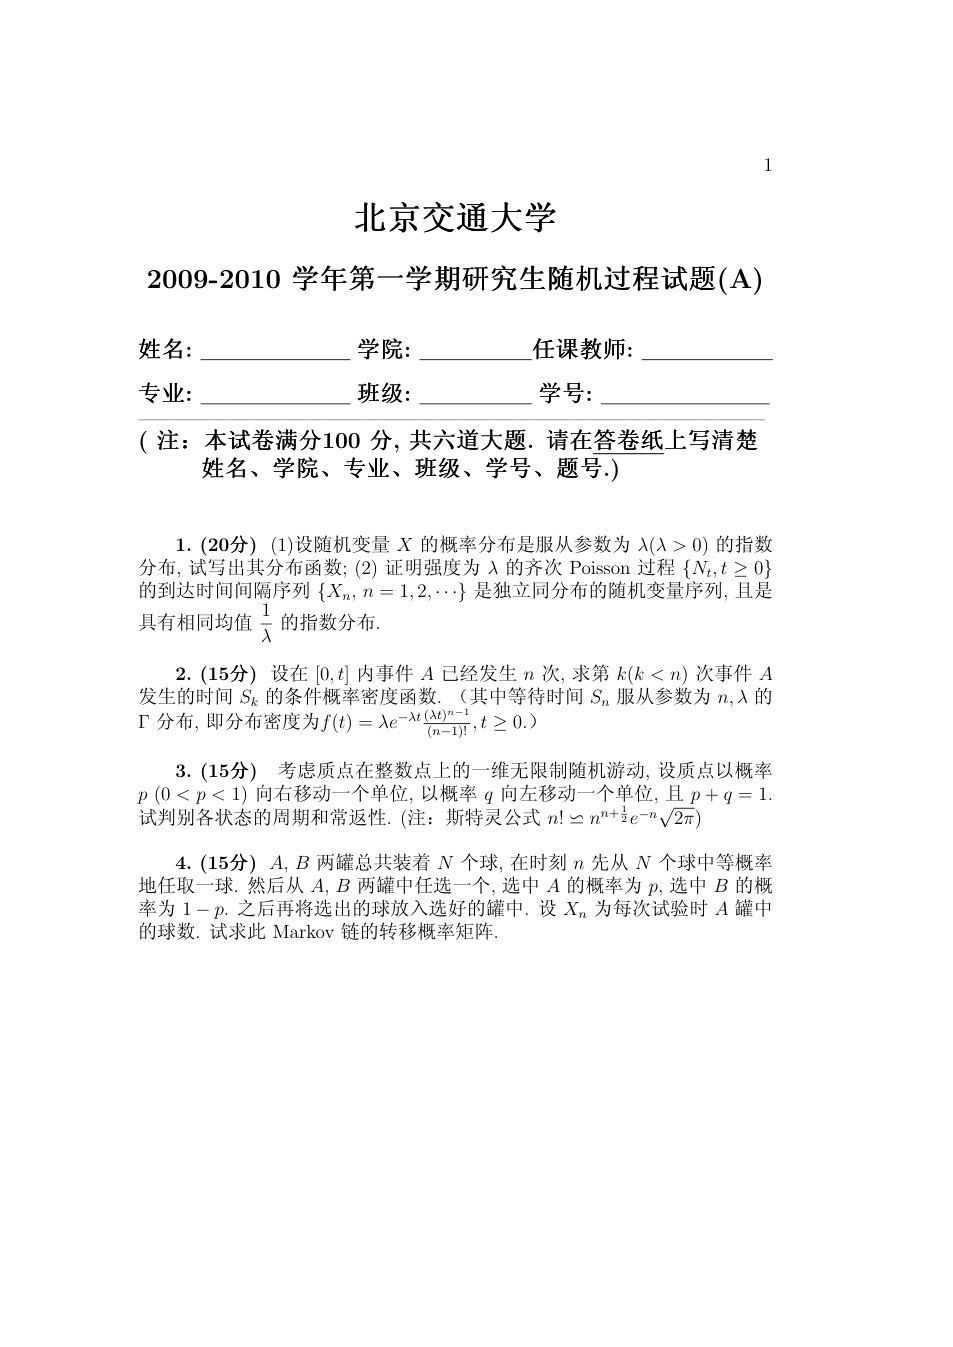 1
北京交通大学
2009-2010 学年第一学期研究生随机过程试题(A)
姓名: ____________ 学院: _________任课教师: __________
专业: ____________ 班级: _________ 学号: _____________
( 注：本试卷满分100 分, 共六道大题. 请在答卷纸上写清楚
姓名、学院、专业、班级、学号、题号.)
1. (20分) (1)设随机变量 X 的概率分布是服从参数为 λ(λ > 0) 的指数
分布, 试写出其分布函数; (2) 证明强度为 λ 的齐次 Poisson 过程 {N_t, t ≥ 0}
的到达时间间隔序列 {X_n, n = 1, 2, ⋯} 是独立同分布的随机变量序列, 且是
具有相同均值 1/λ 的指数分布.
2. (15分) 设在 [0, t] 内事件 A 已经发生 n 次, 求第 k(k < n) 次事件 A
发生的时间 S_k 的条件概率密度函数. （其中等待时间 S_n 服从参数为 n, λ 的
Γ 分布, 即分布密度为f(t) = λe^{−λt} (λt)^{n−1}/(n−1)!, t ≥ 0.）
3. (15分) 考虑质点在整数点上的一维无限制随机游动, 设质点以概率
p (0 < p < 1) 向右移动一个单位, 以概率 q 向左移动一个单位, 且 p + q = 1.
试判别各状态的周期和常返性. (注：斯特灵公式 n! ≌ n^{n+1/2}e^{−n}√2π)
4. (15分) A, B 两罐总共装着 N 个球, 在时刻 n 先从 N 个球中等概率
地任取一球. 然后从 A, B 两罐中任选一个, 选中 A 的概率为 p, 选中 B 的概
率为 1 − p. 之后再将选出的球放入选好的罐中. 设 X_n 为每次试验时 A 罐中
的球数. 试求此 Markov 链的转移概率矩阵.